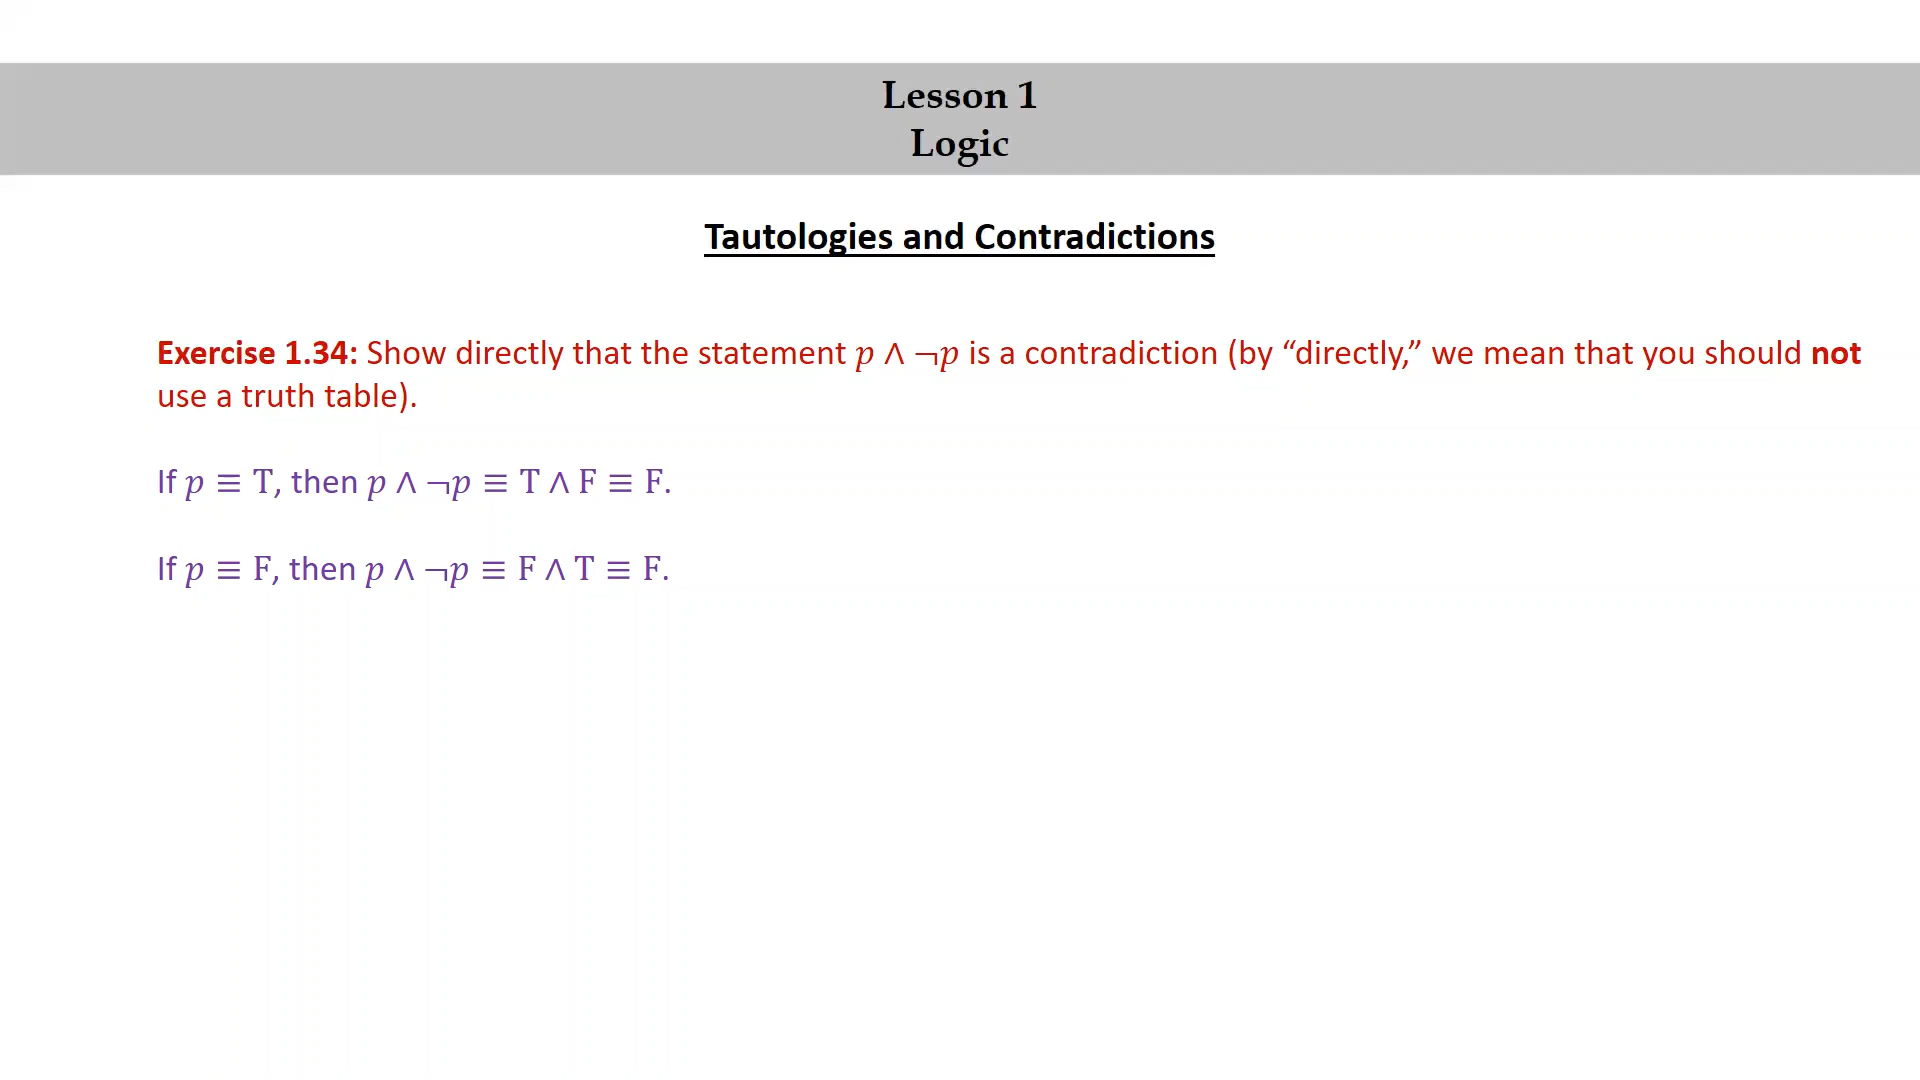 Lesson 1
Logic
Tautologies and Contradictions
Exercise 1.34: Show directly that the statement 𝑝 ∧ ¬𝑝 is a contradiction (by “directly,” we mean that you should not
use a truth table).
If 𝑝 ≡ T, then 𝑝 ∧ ¬𝑝 ≡ T ∧ F ≡ F.
If 𝑝 ≡ F, then 𝑝 ∧ ¬𝑝 ≡ F ∧ T ≡ F.